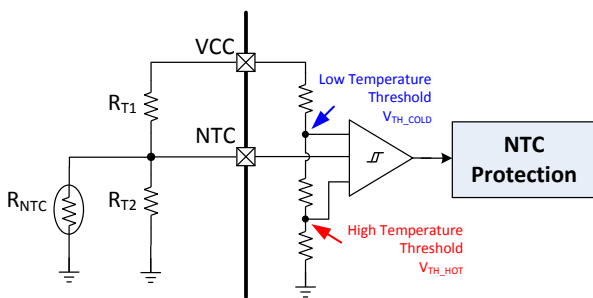 VCC
Low Temperature
Threshold
VTH_COLD
RT1
NTC
NTC
Protection
RNTC
RT2
High Temperature
Threshold
VTH_HOT